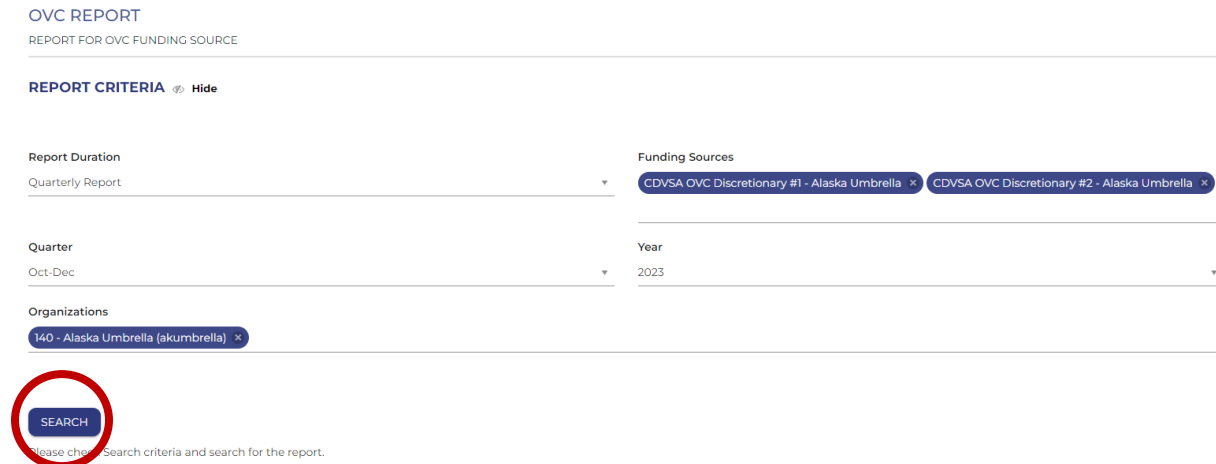 OVC REPORT
REPORT FOR OVC FUNDING SOURCE
REPORT CRITERIA Hide
Report Duration
Quarterly Report
Funding Sources
CDVSA OVC Discretionary #1 - Alaska Umbrella × CDVSA OVC Discretionary #2 - Alaska Umbrella ×
Quarter
Oct-Dec
Year
2023
Organizations
140 - Alaska Umbrella (akumbrella) ×
SEARCH
Please check Search criteria and search for the report.